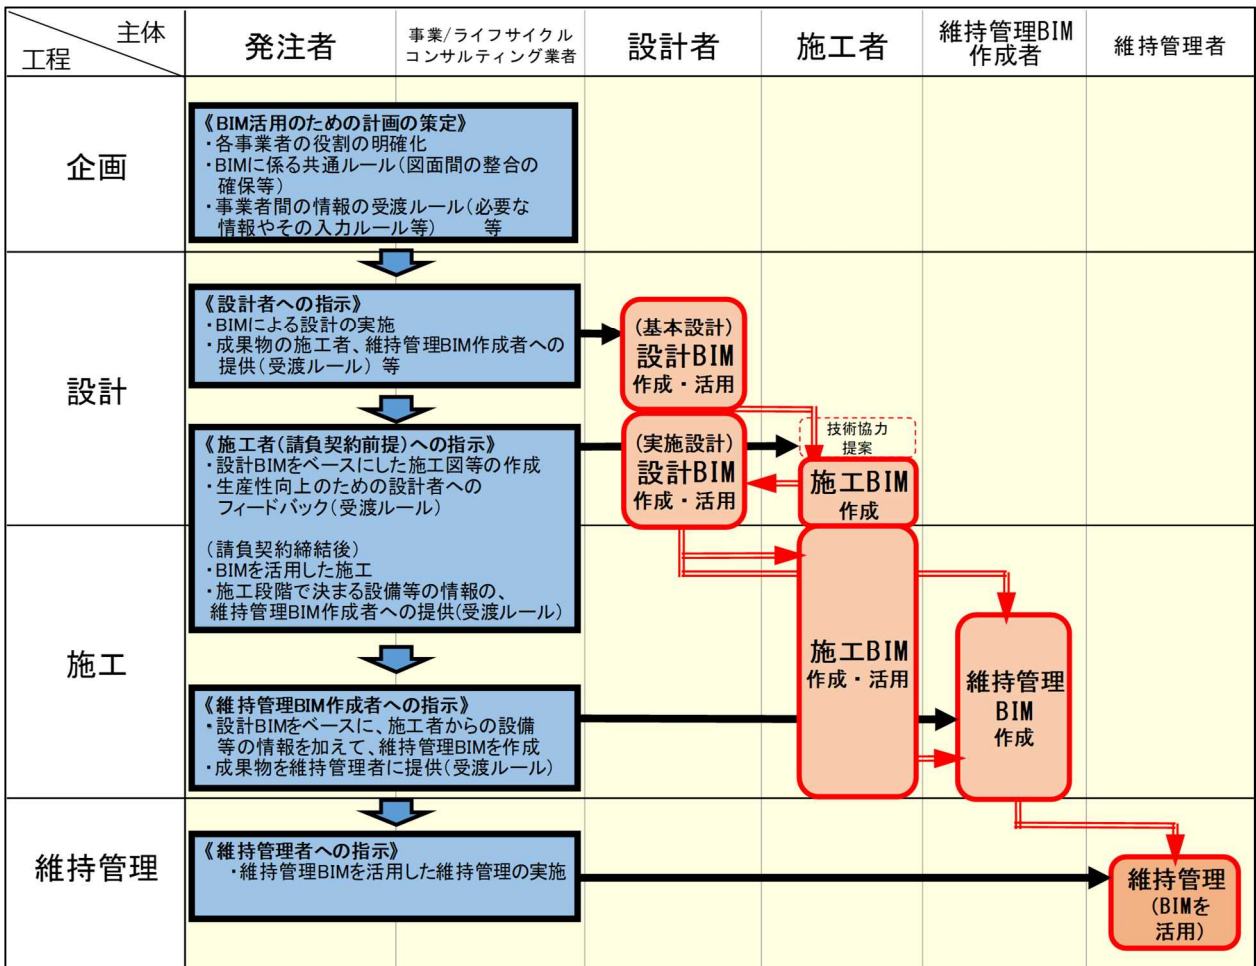 主体
工程
発注者
事業/ライフサイクル
コンサルティング業者
設計者
施工者
維持管理BIM
作成者
維持管理者
企画
《BIM活用のための計画の策定》
・各事業者の役割の明確化
・BIMに係る共通ルール(図面間の整合の
確保等)
・事業者間の情報の受渡ルール(必要な
情報やその入力ルール等) 等
設計
《設計者への指示》
・BIMによる設計の実施
・成果物の施工者、維持管理BIM作成者への
提供(受渡ルール) 等
(基本設計)
設計BIM
作成・活用
《施工者(請負契約前提)への指示》
・設計BIMをベースにした施工図等の作成
・生産性向上のための設計者への
フィードバック(受渡ルール)
(請負契約締結後)
・BIMを活用した施工
・施工段階で決まる設備等の情報の、
維持管理BIM作成者への提供(受渡ルール)
(実施設計)
設計BIM
作成・活用
技術協力
提案
施工BIM
作成
施工
施工BIM
作成・活用
《維持管理BIM作成者への指示》
・設計BIMをベースに、施工者からの設備
等の情報を加えて、維持管理BIMを作成
・成果物を維持管理者に提供(受渡ルール)
維持管理
BIM
作成
維持管理
《維持管理者への指示》
・維持管理BIMを活用した維持管理の実施
維持管理
(BIMを
活用)